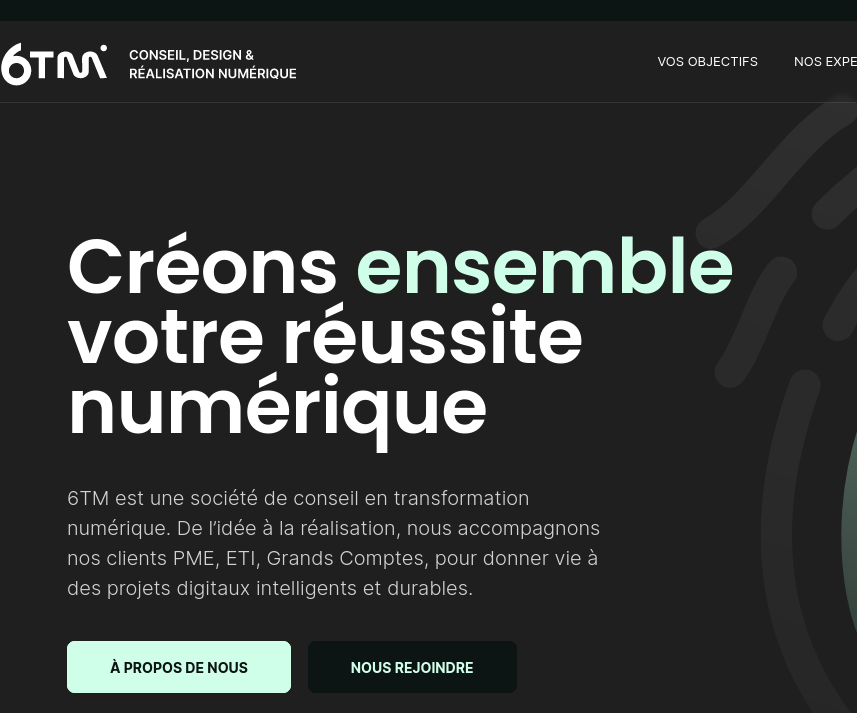 6TM
CONSEIL, DESIGN &
RÉALISATION NUMÉRIQUE
VOS OBJECTIFS
NOS EXPE
Créons ensemble
votre réussite
numérique
6TM est une société de conseil en transformation
numérique. De l’idée à la réalisation, nous accompagnons
nos clients PME, ETI, Grands Comptes, pour donner vie à
des projets digitaux intelligents et durables.
À PROPOS DE NOUS
NOUS REJOINDRE